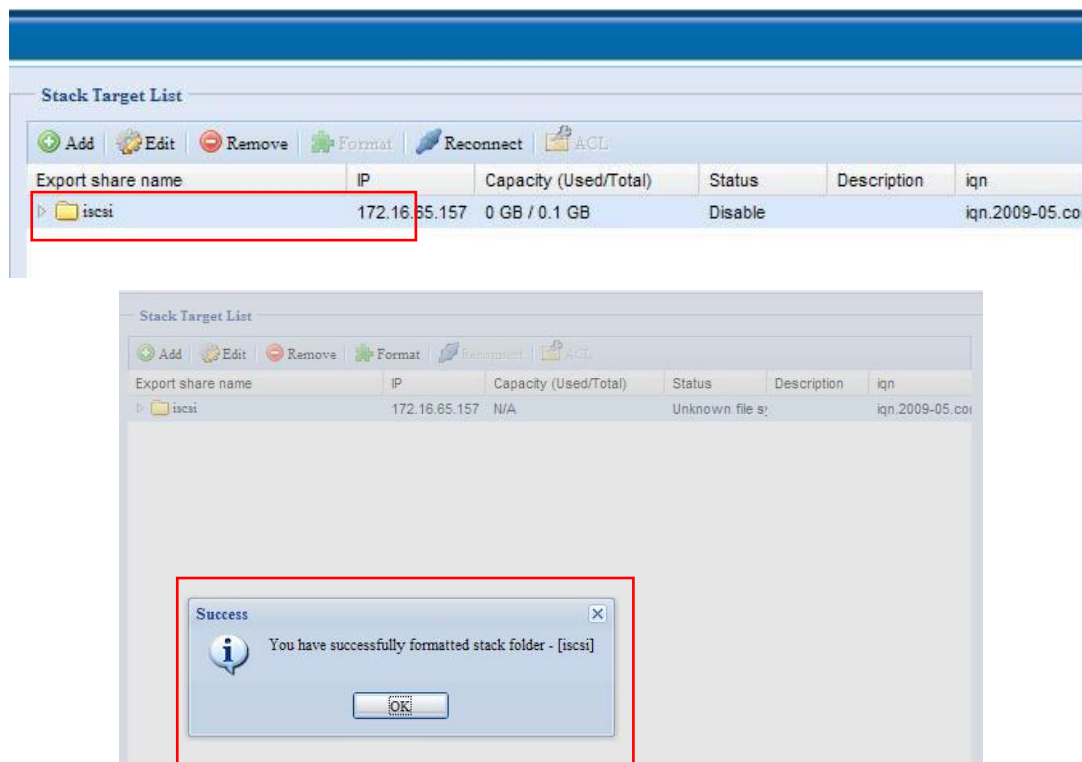 Stack Target List
Add Edit Remove Format Reconnect ACL
Export share name IP Capacity (Used/Total) Status Description iqn
iscsi 172.16.65.157 0 GB / 0.1 GB Disable iqn.2009-05.co
Stack Target List
Add Edit Remove Format Reconnect ACL
Export share name IP Capacity (Used/Total) Status Description iqn
iscsi 172.16.65.157 N/A Unknown file sy iqn.2009-05.co
Success
You have successfully formatted stack folder - [iscsi]
OK